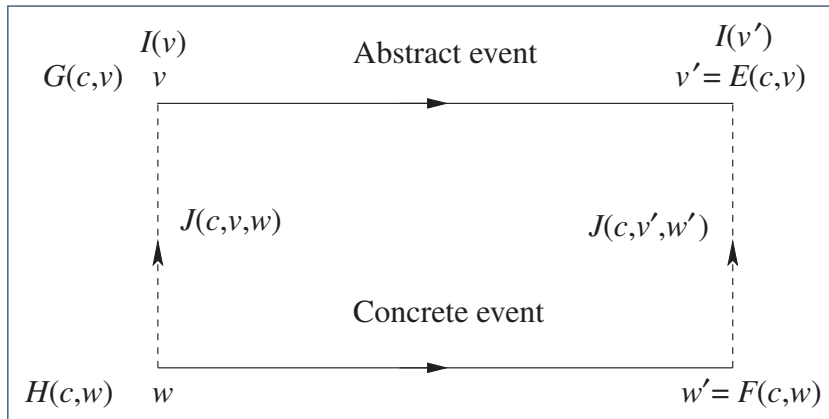 I(v) Abstract event I(v′)
G(c,v) v v′ = E(c,v)
J(c,v,w) J(c,v′,w′)
Concrete event
H(c,w) w w′ = F(c,w)